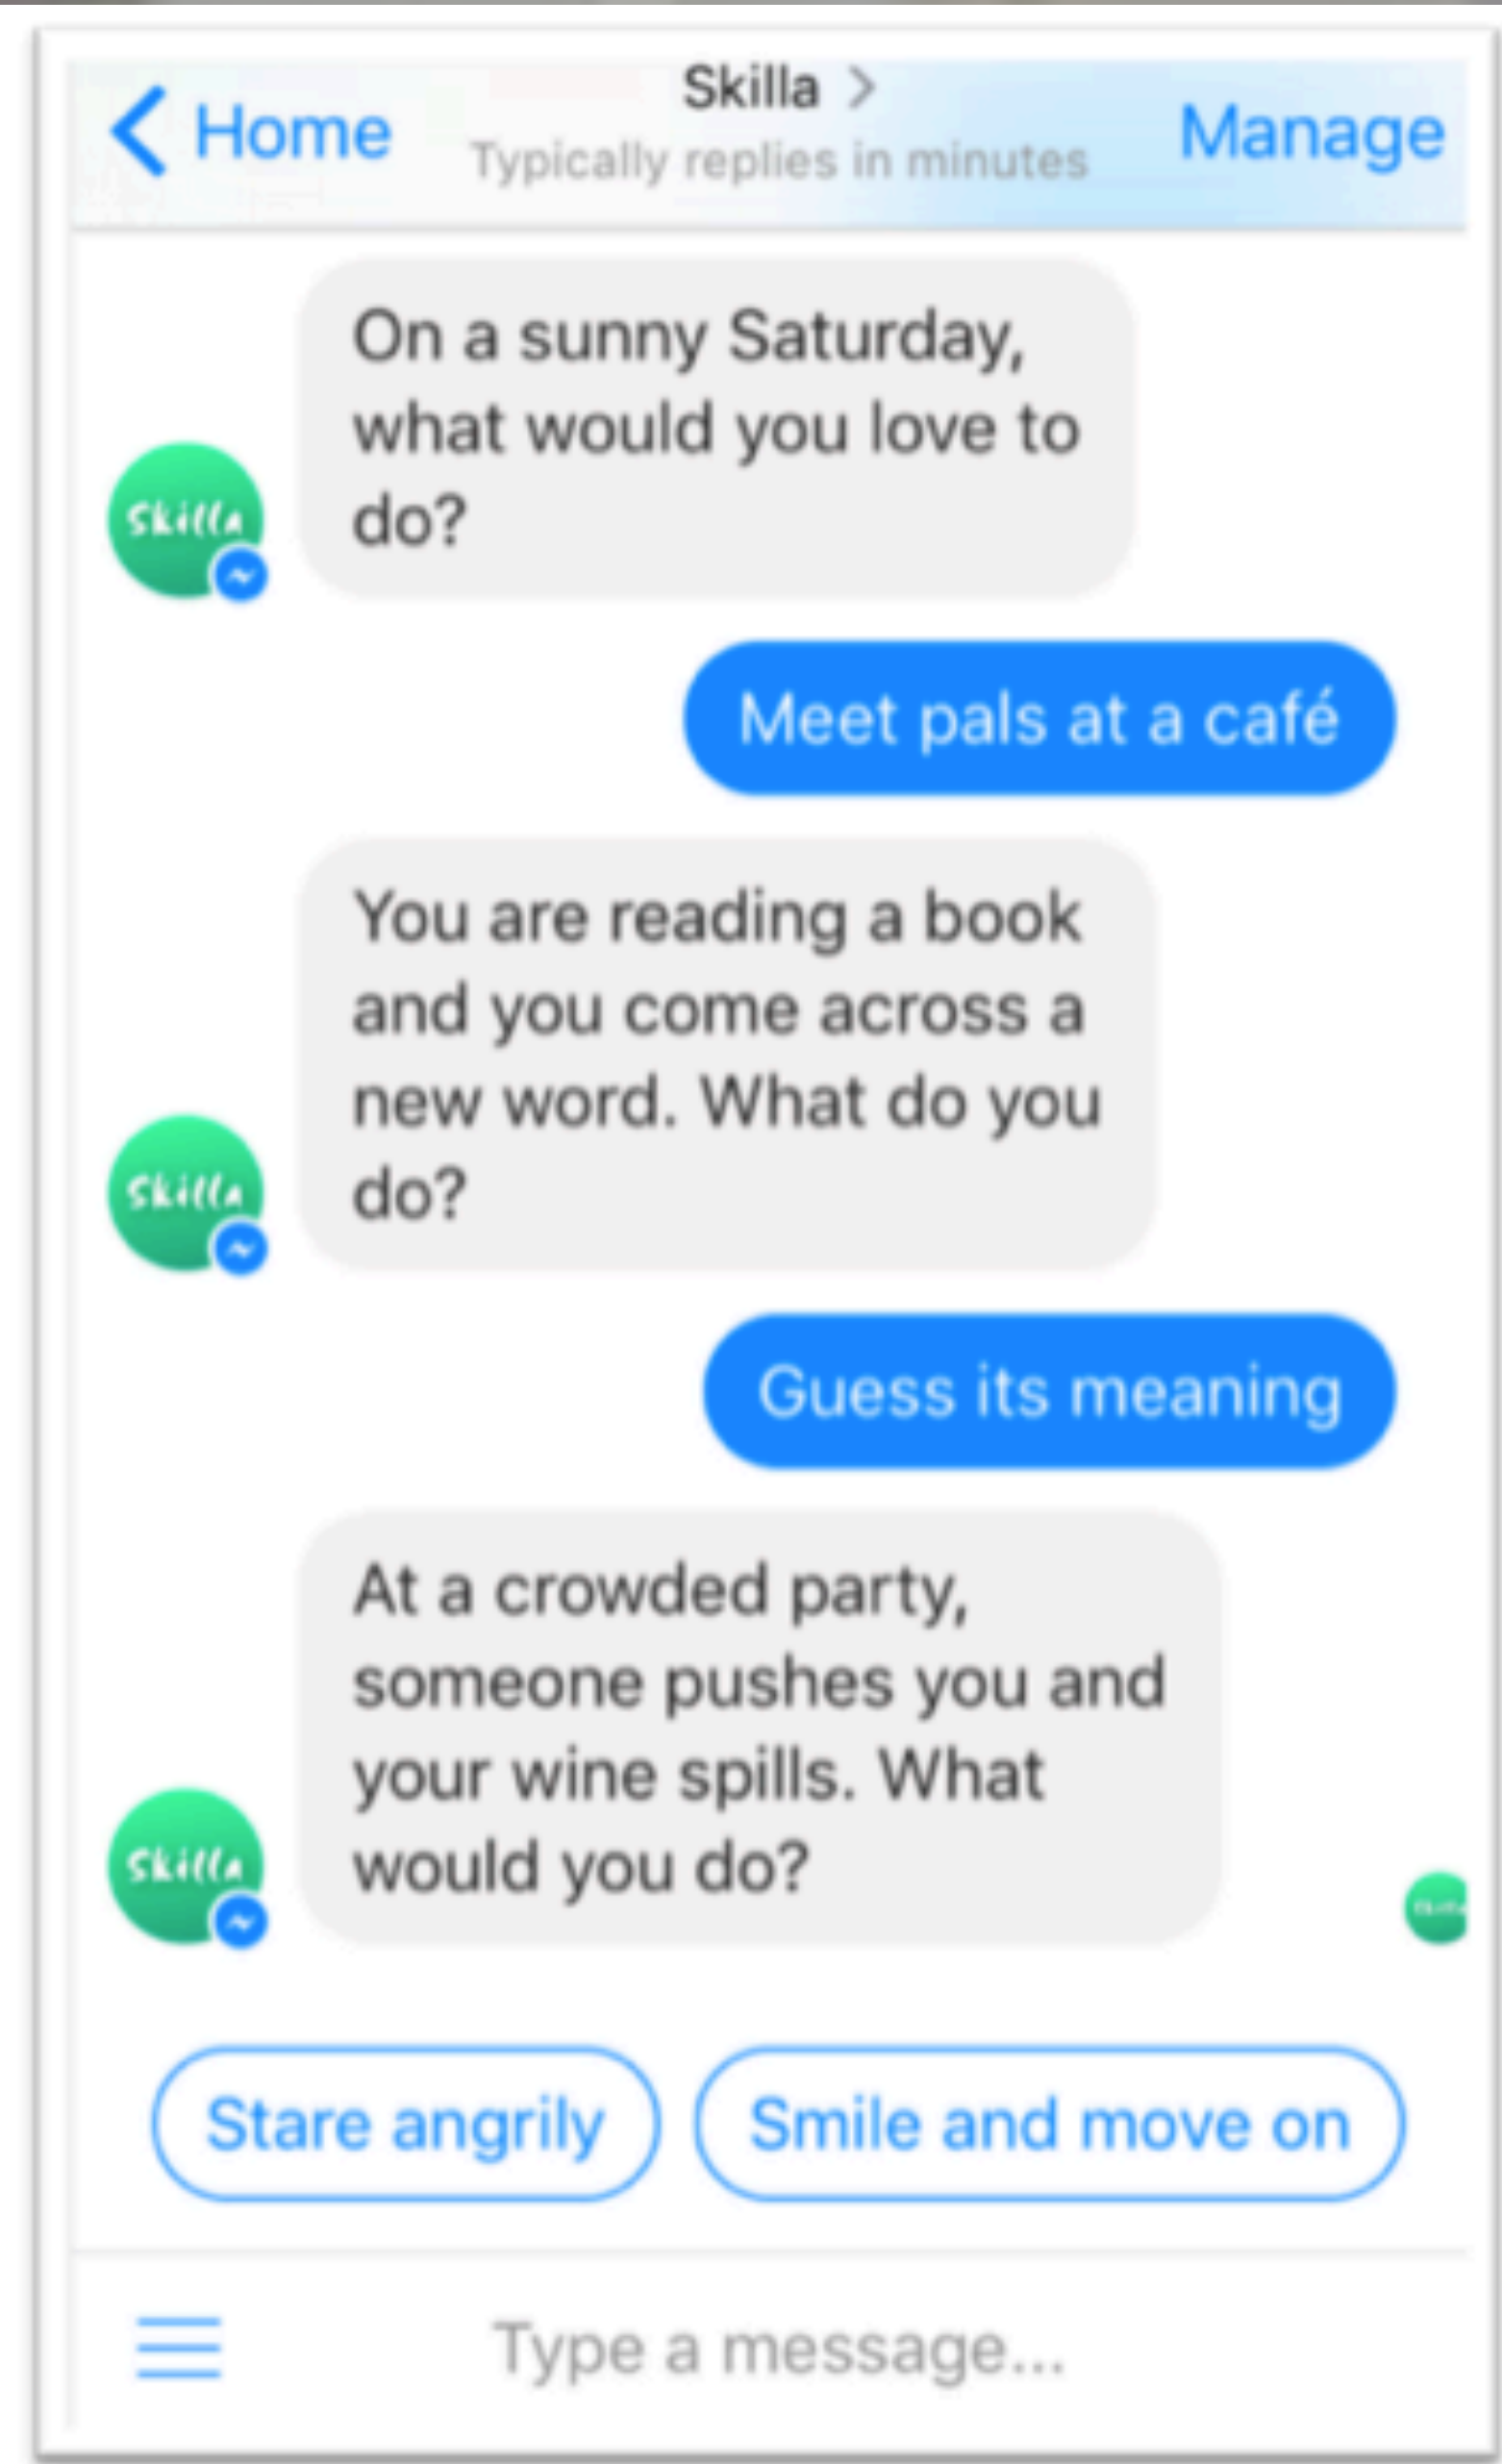 Skilla >
Home
Typically replies in minutes
Manage
On a sunny Saturday,
what would you love to
do?
Skilla
Meet pals at a café
You are reading a book
and you come across a
new word. What do you
do?
Skilla
Guess its meaning
At a crowded party,
someone pushes you and
your wine spills. What
would you do?
Skilla
Stare angrily
Smile and move on
Type a message...